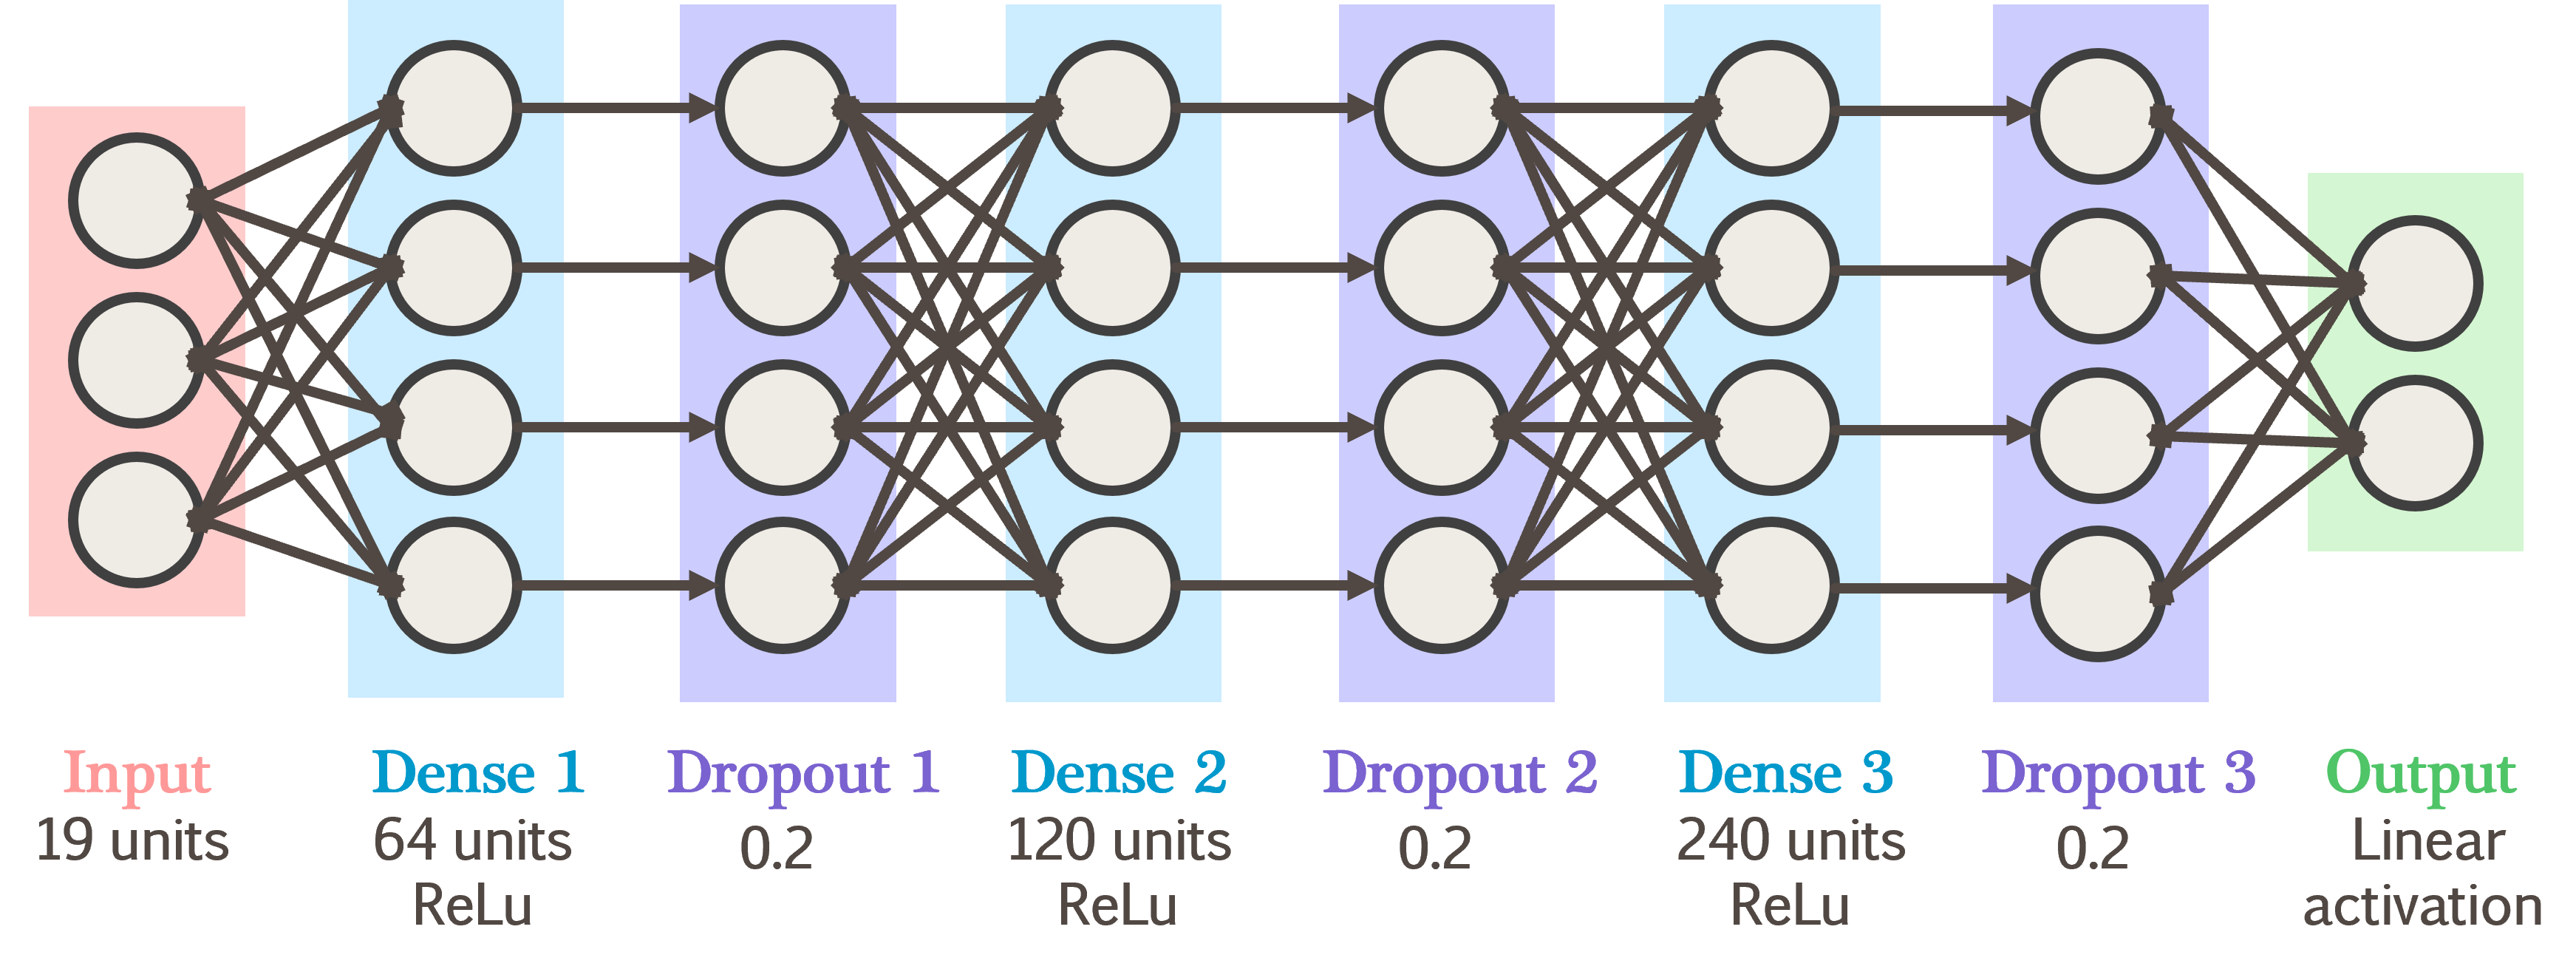 Input
19 units
Dense 1
64 units
ReLu
Dropout 1
0.2
Dense 2
120 units
ReLu
Dropout 2
0.2
Dense 3
240 units
ReLu
Dropout 3
0.2
Output
Linear
activation